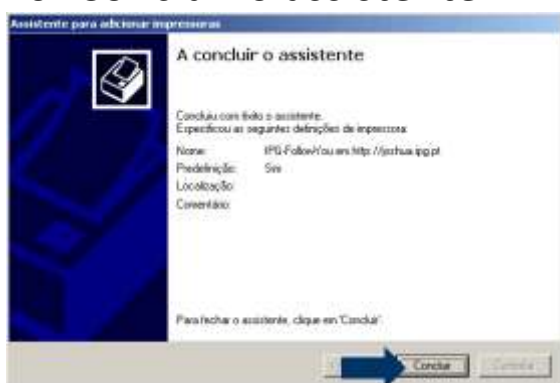 Assistente para adicionar impressoras
A concluir o assistente
Concluiu com êxito o assistente.
Especificou as seguintes definições de impressora:
Nome: IPG-FollowYou em http://joshua.ipg.pt
Predefinição: Sim
Localização:
Comentário:
Para fechar o assistente, clique em 'Concluir'.
Concluir Cancelar